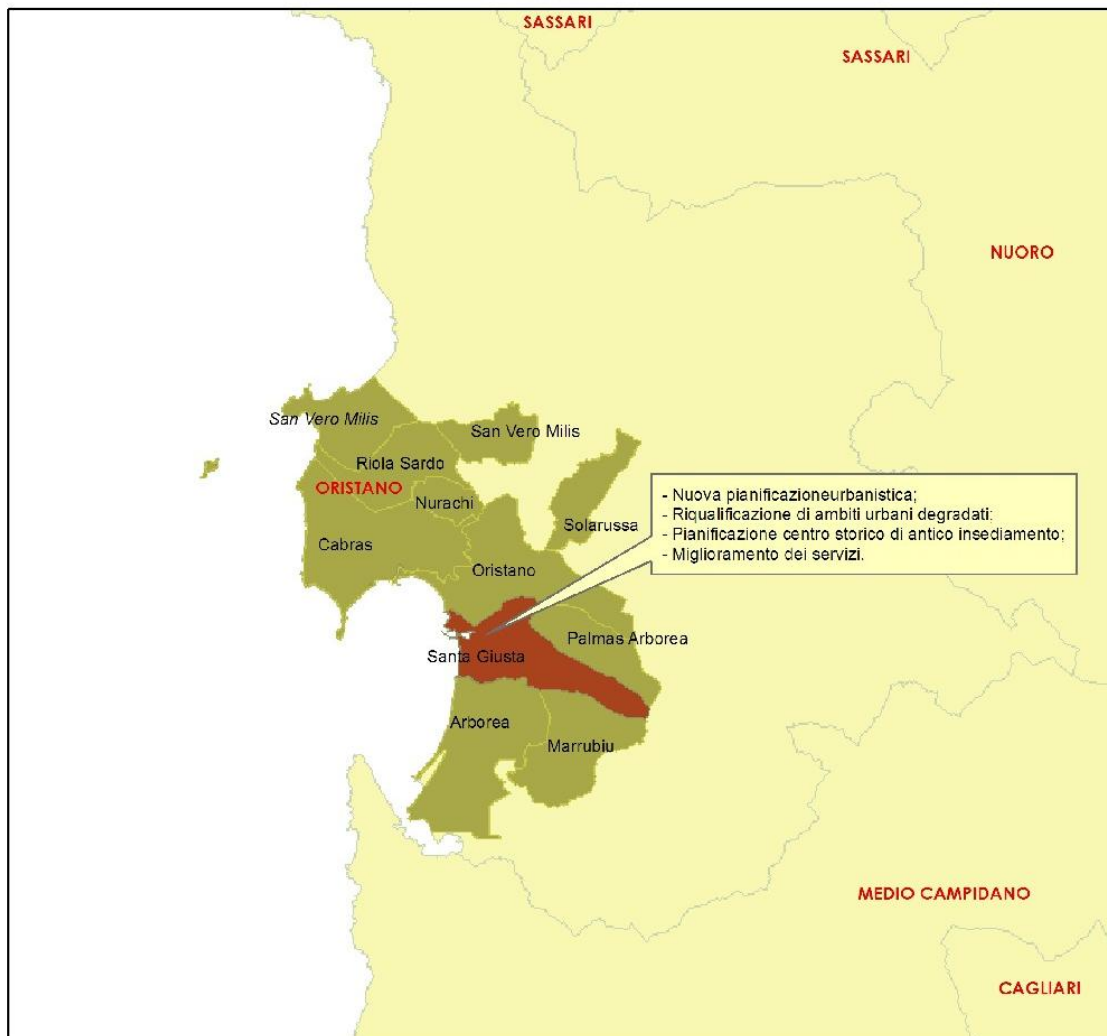 SASSARI
SASSARI
NUORO
San Vero Milis
San Vero Milis
Riola Sardo
ORISTANO
Nurachi
Solarussa
- Nuova pianificazioneurbanistica;
- Riqualificazione di ambiti urbani degradati;
- Pianificazione centro storico di antico insediamento;
- Miglioramento dei servizi.
Cabras
Oristano
Palmas Arborea
Santa Giusta
Arborea
Marrubiu
MEDIO CAMPIDANO
CAGLIARI